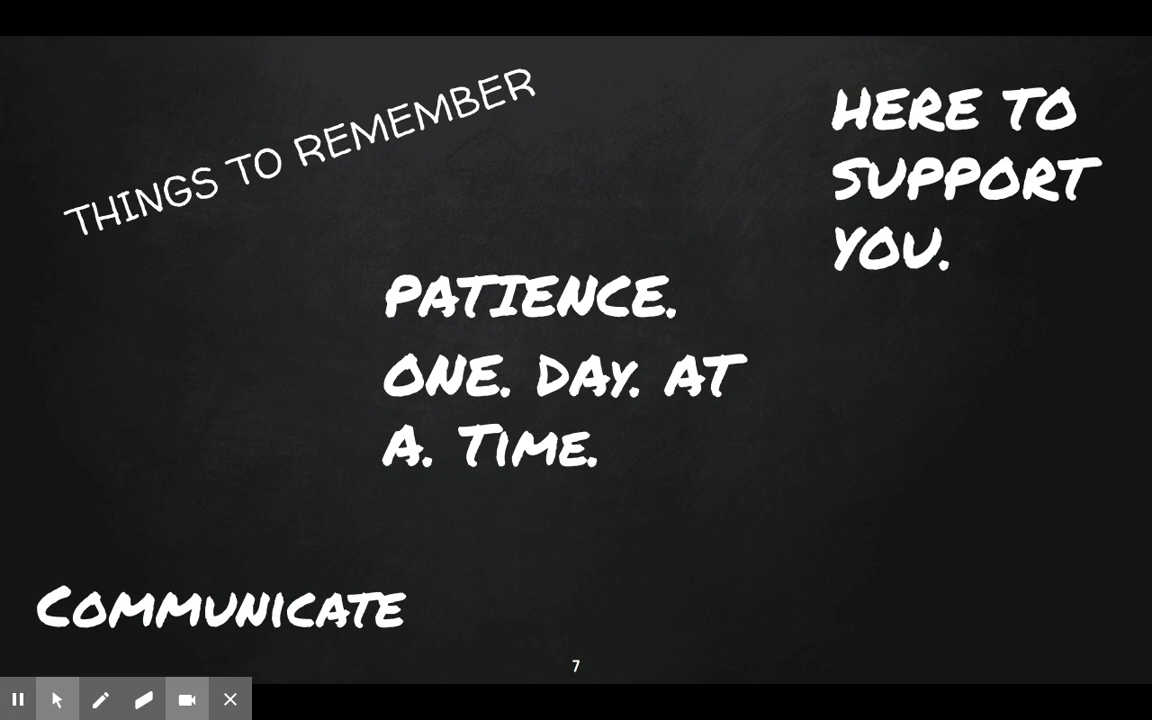 THINGS TO REMEMBER
HERE TO
SUPPORT
YOU.
PATIENCE.
ONE. DAY. AT
A. TIME.
COMMUNICATE
7